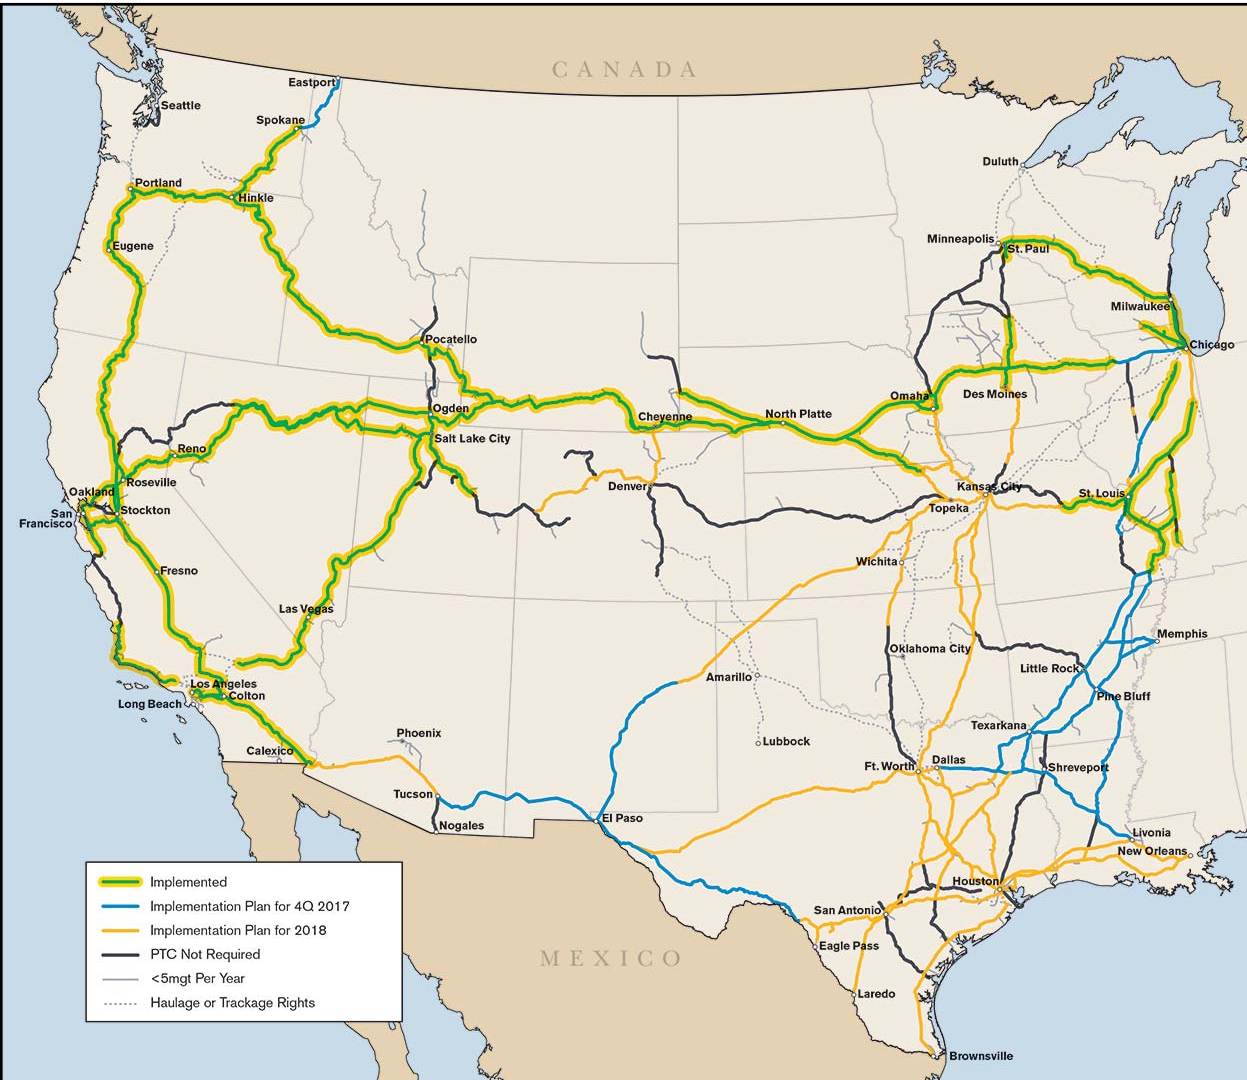 CANADA
Eastport
Seattle
Spokane
Duluth
Portland
Hinkle
Minneapolis
St. Paul
Eugene
Milwaukee
Pocatello
Chicago
Omaha
Des Moines
Ogden
Cheyenne
North Platte
Salt Lake City
Reno
Roseville
Denver
Kansas City
Oakland
St. Louis
San
Francisco
Stockton
Topeka
Fresno
Wichita
Las Vegas
Memphis
Oklahoma City
Little Rock
Amarillo
Los Angeles
Colton
Pine Bluff
Long Beach
Texarkana
Phoenix
Lubbock
Calexico
Ft. Worth
Dallas
Shreveport
Tucson
El Paso
Nogales
Livonia
New Orleans
Houston
San Antonio
Eagle Pass
MEXICO
Laredo
Brownsville
Implemented
Implementation Plan for 4Q 2017
Implementation Plan for 2018
PTC Not Required
<5mgt Per Year
Haulage or Trackage Rights